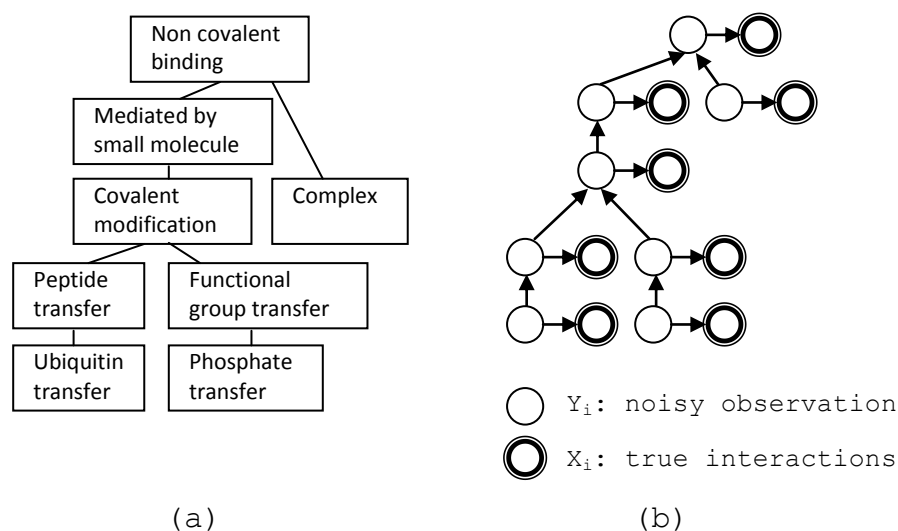 Non covalent
binding
Mediated by
small molecule
Covalent
modification
Complex
Peptide
transfer
Functional
group transfer
Ubiquitin
transfer
Phosphate
transfer
Yi: noisy observation
Xi: true interactions
(a)
(b)